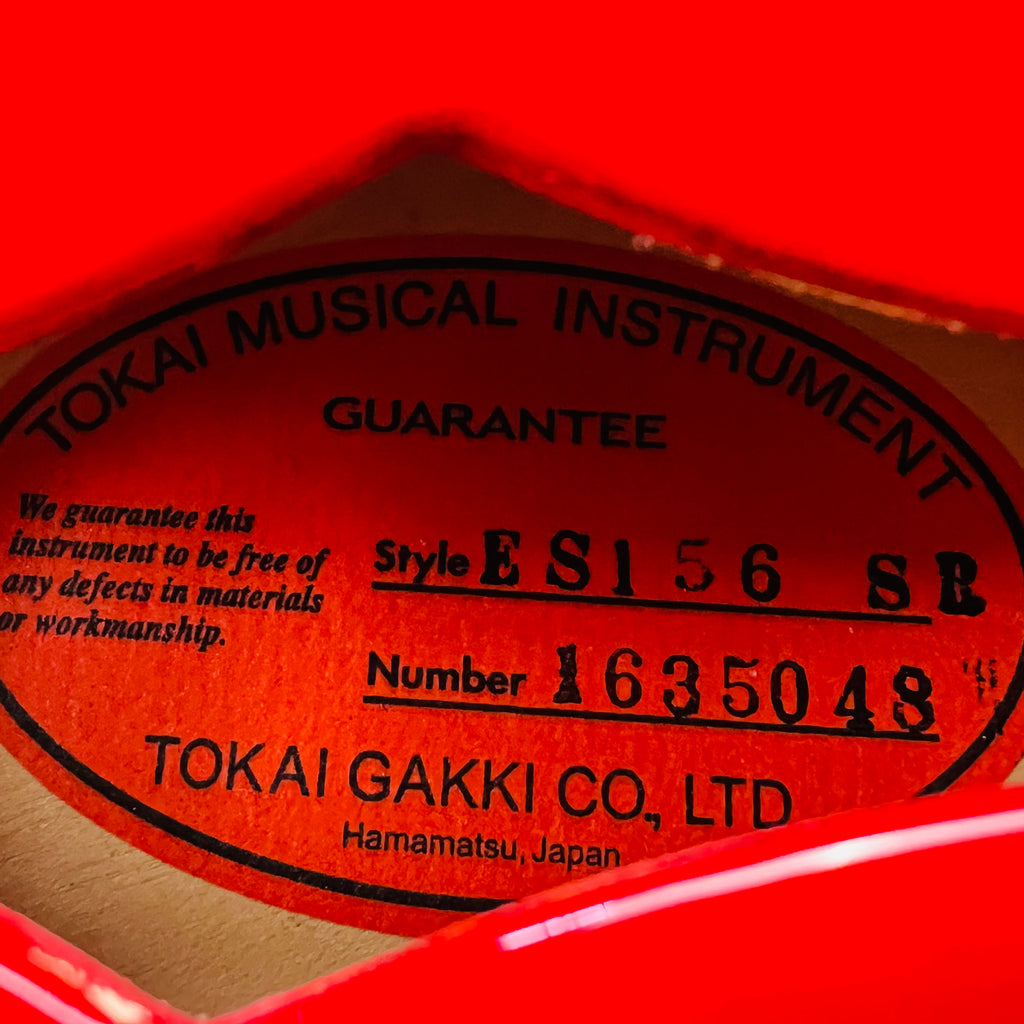 TOKAI MUSICAL INSTRUMENT
GUARANTEE
We guarantee this
instrument to be free of
any defects in materials
or workmanship.
Style ES156 SR
Number 1635048
TOKAI GAKKI CO., LTD
Hamamatsu, Japan